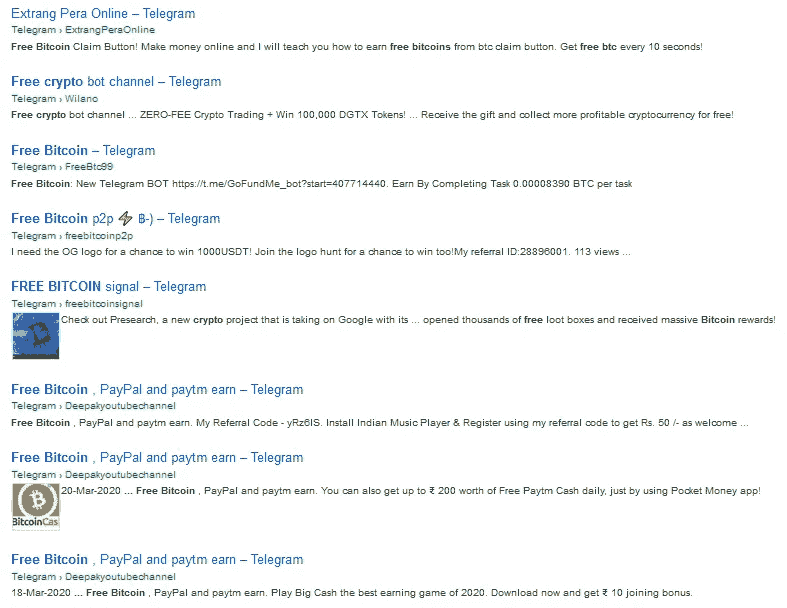 Extrang Pera Online – Telegram
Telegram › ExtrangPeraOnline
Free Bitcoin Claim Button! Make money online and I will teach you how to earn free bitcoins from btc claim button. Get free btc every 10 seconds!
Free crypto bot channel – Telegram
Telegram › Wilano
Free crypto bot channel ... ZERO-FEE Crypto Trading + Win 100,000 DGTX Tokens! ... Receive the gift and collect more profitable cryptocurrency for free!
Free Bitcoin – Telegram
Telegram › FreeBtc99
Free Bitcoin: New Telegram BOT https://t.me/GoFundMe_bot?start=407714440. Earn By Completing Task 0.00008390 BTC per task
Free Bitcoin p2p ⚡ ฿-) – Telegram
Telegram › freebitcoinp2p
I need the OG logo for a chance to win 1000USDT! Join the logo hunt for a chance to win too!My referral ID:28896001. 113 views ...
FREE BITCOIN signal – Telegram
Telegram › freebitcoinsignal
Check out Presearch, a new crypto project that is taking on Google with its ... opened thousands of free loot boxes and received massive Bitcoin rewards!
Free Bitcoin , PayPal and paytm earn – Telegram
Telegram › Deepakyoutubechannel
Free Bitcoin , PayPal and paytm earn. My Referral Code - yRz6IS. Install Indian Music Player & Register using my referral code to get Rs. 50 /- as welcome ...
Free Bitcoin , PayPal and paytm earn – Telegram
Telegram › Deepakyoutubechannel
20-Mar-2020 ... Free Bitcoin , PayPal and paytm earn. You can also get up to ₹ 200 worth of Free Paytm Cash daily, just by using Pocket Money app!
BitcoinCas
Free Bitcoin , PayPal and paytm earn – Telegram
Telegram › Deepakyoutubechannel
18-Mar-2020 ... Free Bitcoin , PayPal and paytm earn. Play Big Cash the best earning game of 2020. Download now and get ₹ 10 joining bonus.